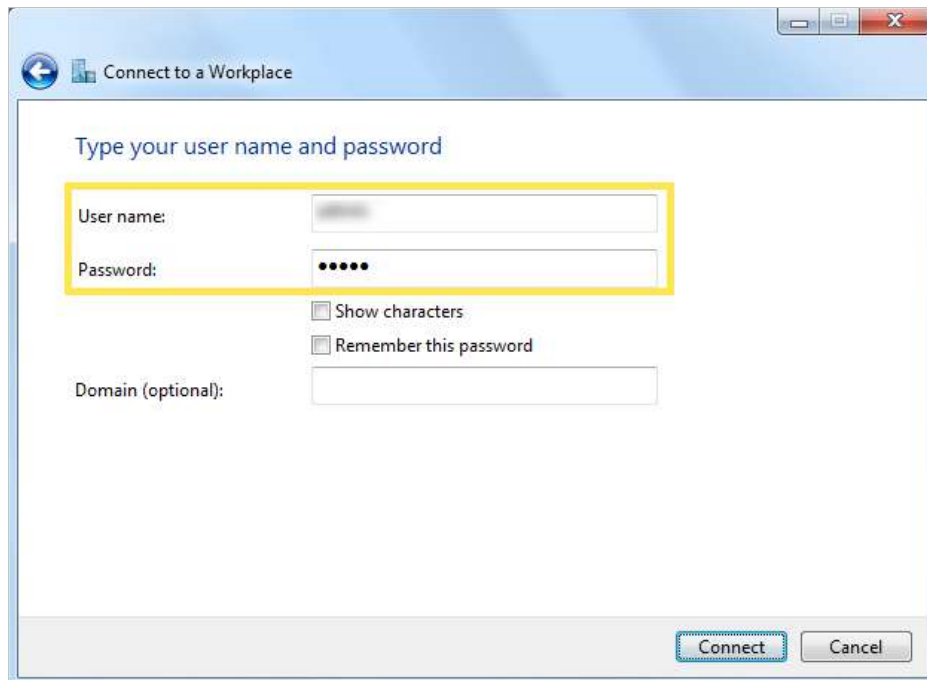 Connect to a Workplace
Type your user name and password
User name:
Password: •••••
Show characters
Remember this password
Domain (optional):
Connect Cancel